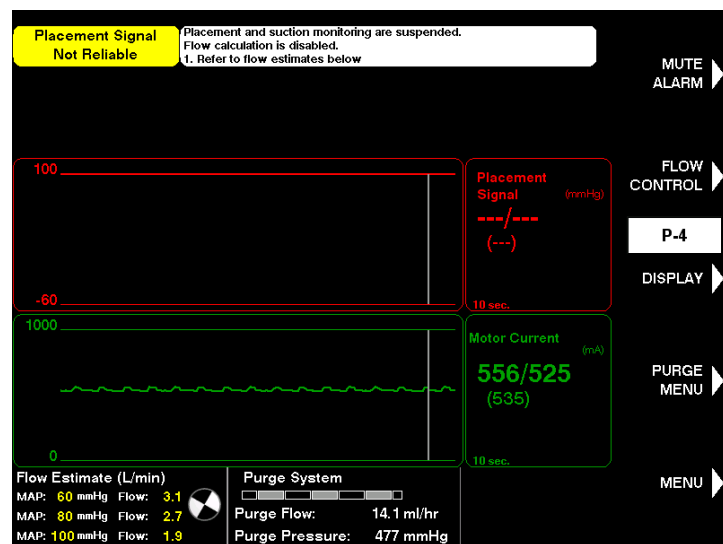 Placement Signal
Not Reliable
Placement and suction monitoring are suspended.
Flow calculation is disabled.
1. Refer to flow estimates below
MUTE
ALARM
100
-60
Placement
Signal (mmHg)
---/---
(---)
10 sec.
FLOW
CONTROL
P-4
DISPLAY
1000
0
Motor Current
(mA)
556/525
(535)
10 sec.
PURGE
MENU
Flow Estimate (L/min)
MAP: 60 mmHg Flow: 3.1
MAP: 80 mmHg Flow: 2.7
MAP: 100 mmHg Flow: 1.9
Purge System
Purge Flow: 14.1 ml/hr
Purge Pressure: 477 mmHg
MENU